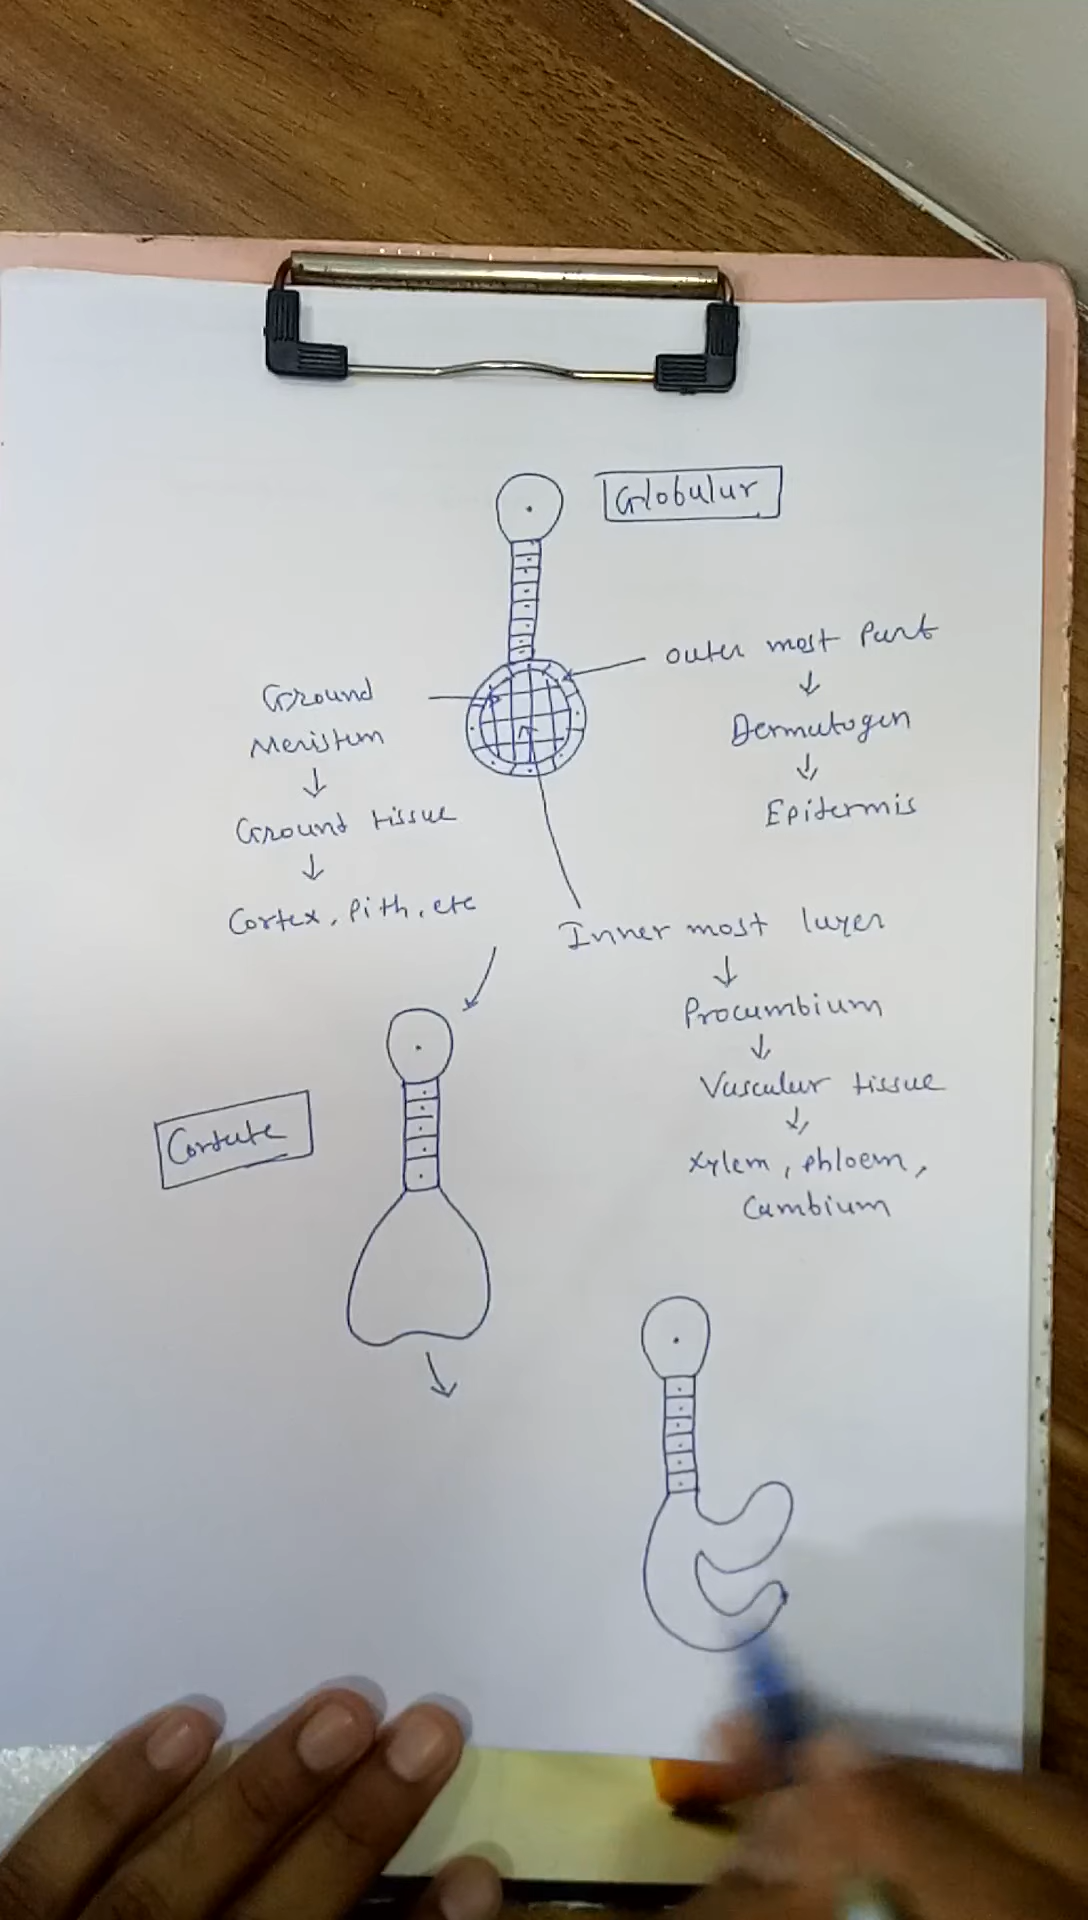 Globular
outer most part
↓
Dermatogen
↓
Epidermis
Ground
Meristem
↓
Ground tissue
↓
Cortex, pith, etc
Inner most layer
↓
Procambium
↓
Vascular tissue
↓
xylem, phloem,
Cambium
Cordate